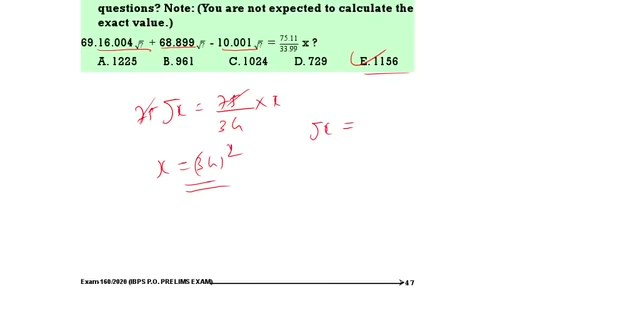 questions? Note: (You are not expected to calculate the
exact value.)
69.16.004√x + 68.899√x - 10.001√x = 75.11/33.99 x ?
A. 1225 B. 961 C. 1024 D. 729 E. 1156
75 √x = 75/34 × x
√x =
x = (34)²
Exam 160/2020 (IBPS P.O. PRELIMS EXAM) 47